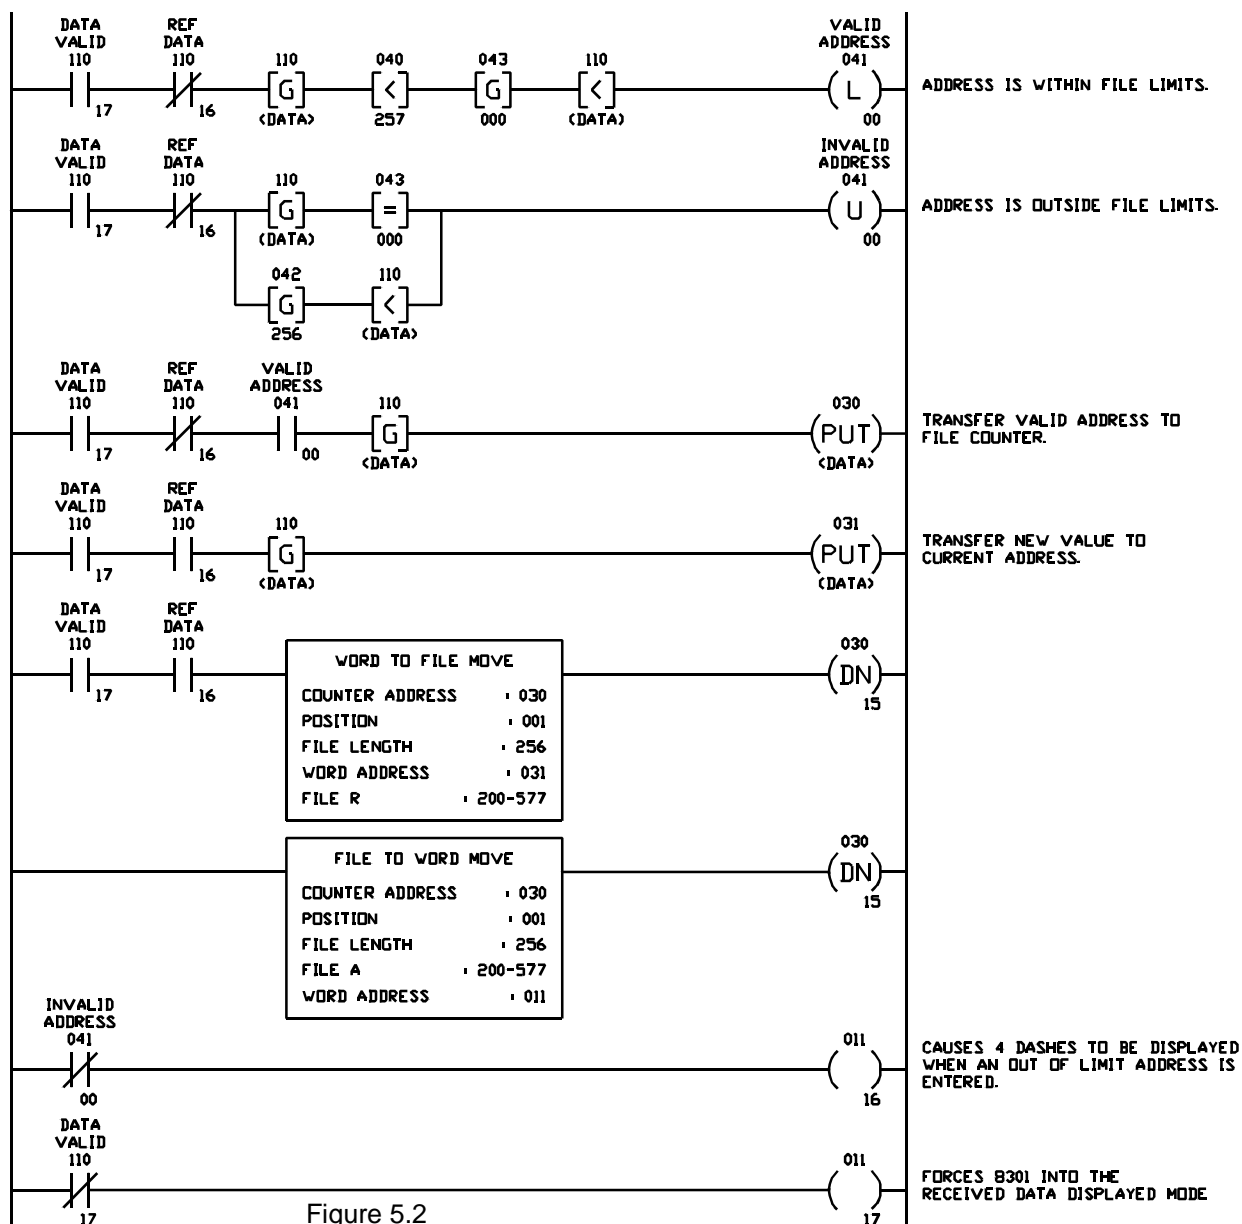 DATA REF VALID
VALID DATA ADDRESS
110 110 110 040 043 110 041
G < G < L ADDRESS IS WITHIN FILE LIMITS.
17 16 (DATA) 257 000 (DATA) 00
DATA REF INVALID
VALID DATA ADDRESS
110 110 110 043 041
G = U ADDRESS IS OUTSIDE FILE LIMITS.
17 16 (DATA) 000 00
042 110
G <
256 (DATA)
DATA REF VALID
VALID DATA ADDRESS
110 110 041 110 030
G PUT TRANSFER VALID ADDRESS TO
FILE COUNTER.
17 16 00 (DATA) (DATA)
DATA REF
VALID DATA
110 110 110 031
G PUT TRANSFER NEW VALUE TO
CURRENT ADDRESS.
17 16 (DATA) (DATA)
DATA REF
VALID DATA
110 110 030
DN
17 16 15
WORD TO FILE MOVE
COUNTER ADDRESS : 030
POSITION : 001
FILE LENGTH : 256
WORD ADDRESS : 031
FILE R : 200-577
030
DN
15
FILE TO WORD MOVE
COUNTER ADDRESS : 030
POSITION : 001
FILE LENGTH : 256
FILE A : 200-577
WORD ADDRESS : 011
INVALID
ADDRESS
041 011
00 16
CAUSES 4 DASHES TO BE DISPLAYED
WHEN AN OUT OF LIMIT ADDRESS IS
ENTERED.
DATA
VALID
110 011
17 17
FORCES 8301 INTO THE
RECEIVED DATA DISPLAYED MODE
Figure 5.2